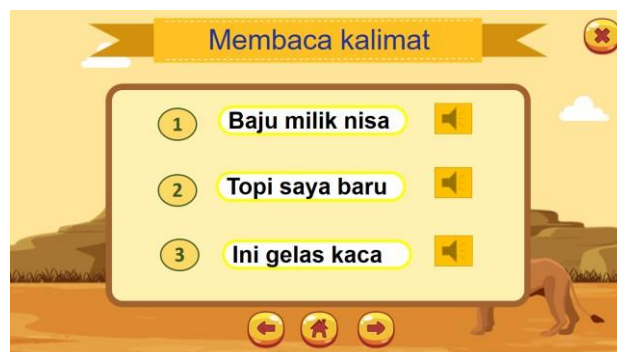 Membaca kalimat
1 Baju milik nisa
2 Topi saya baru
3 Ini gelas kaca